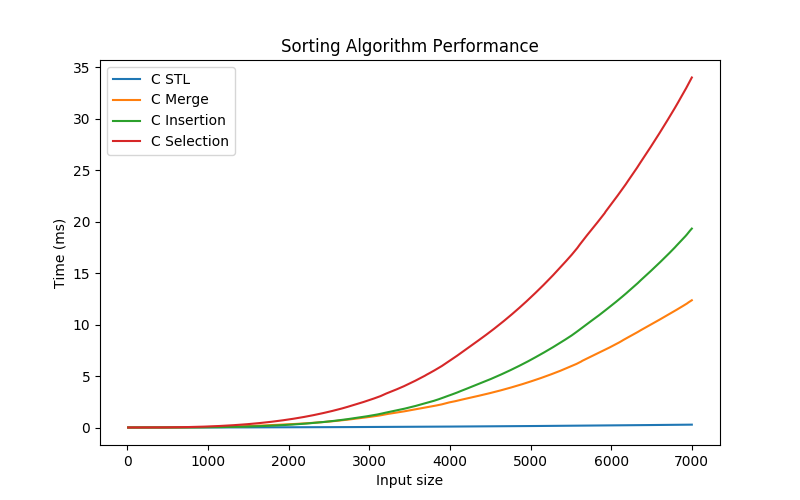 Sorting Algorithm Performance
C STL
C Merge
C Insertion
C Selection
35
30
25
20
15
10
5
0
Time (ms)
0 1000 2000 3000 4000 5000 6000 7000
Input size